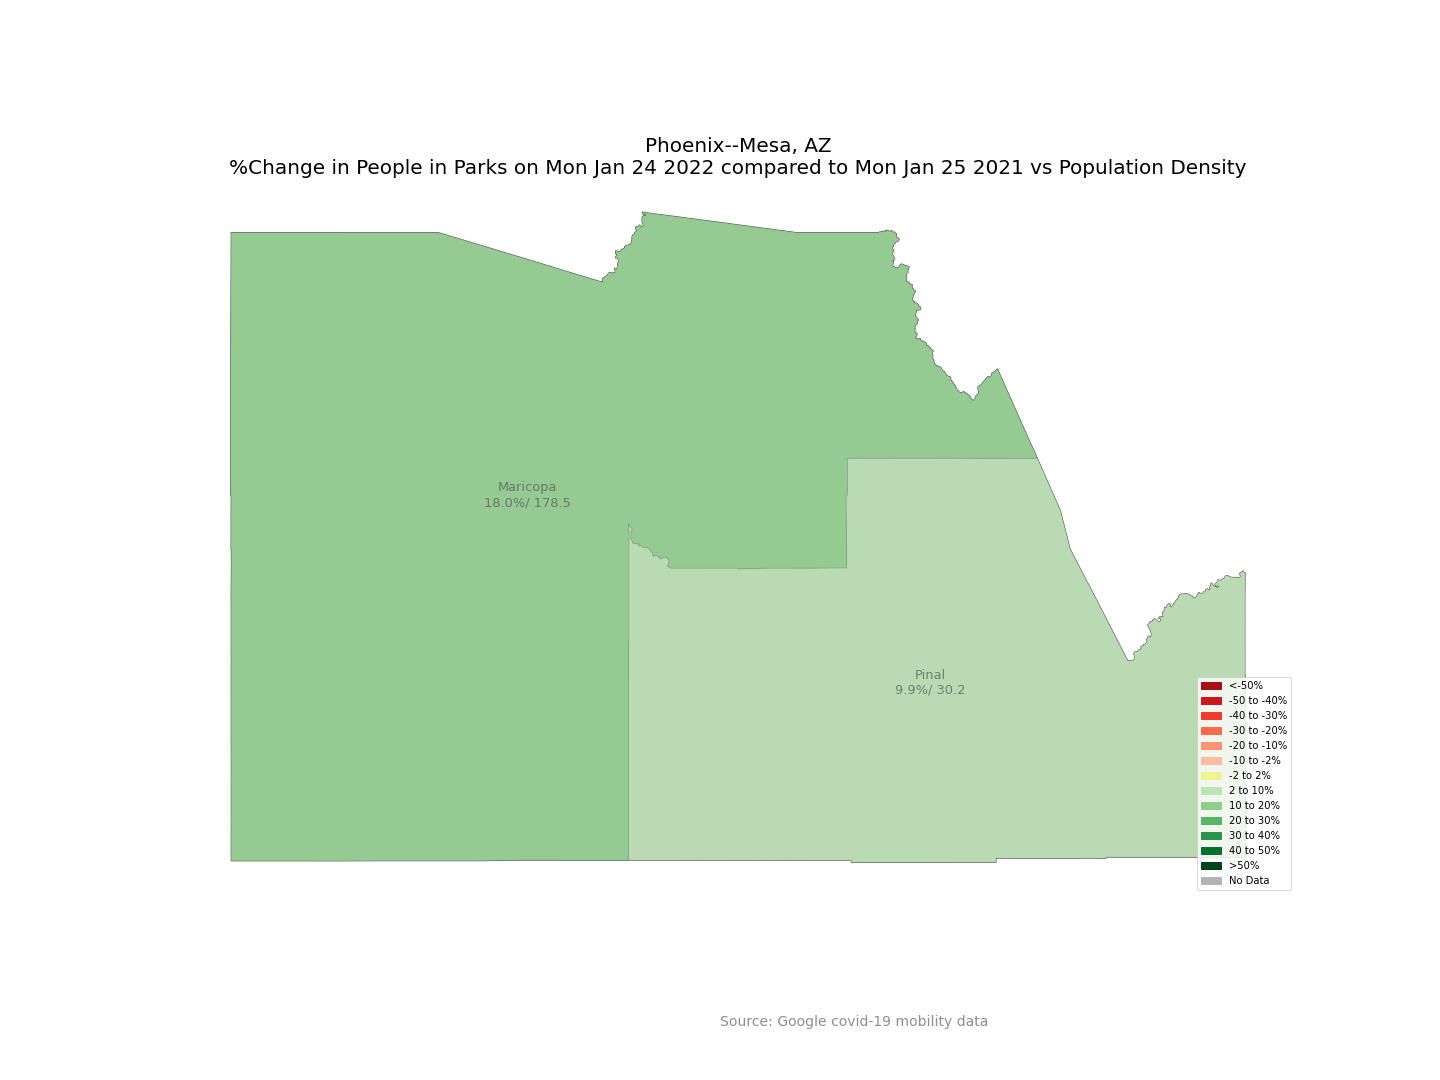 Phoenix--Mesa, AZ
%Change in People in Parks on Mon Jan 24 2022 compared to Mon Jan 25 2021 vs Population Density
Maricopa
18.0%/ 178.5
Pinal
9.9%/ 30.2
<-50%
-50 to -40%
-40 to -30%
-30 to -20%
-20 to -10%
-10 to -2%
-2 to 2%
2 to 10%
10 to 20%
20 to 30%
30 to 40%
40 to 50%
>50%
No Data
Source: Google covid-19 mobility data